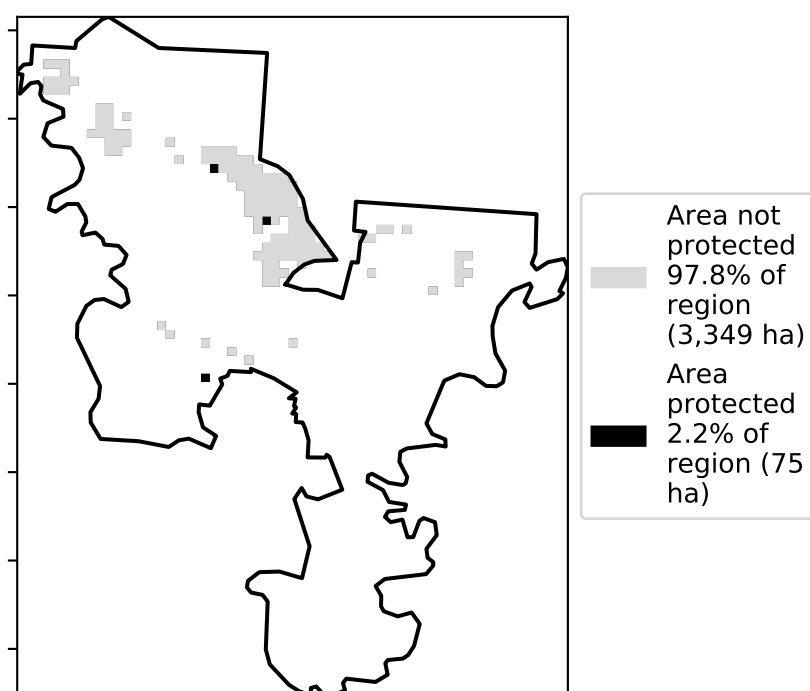 Area not
protected
97.8% of
region
(3,349 ha)
Area
protected
2.2% of
region (75
ha)